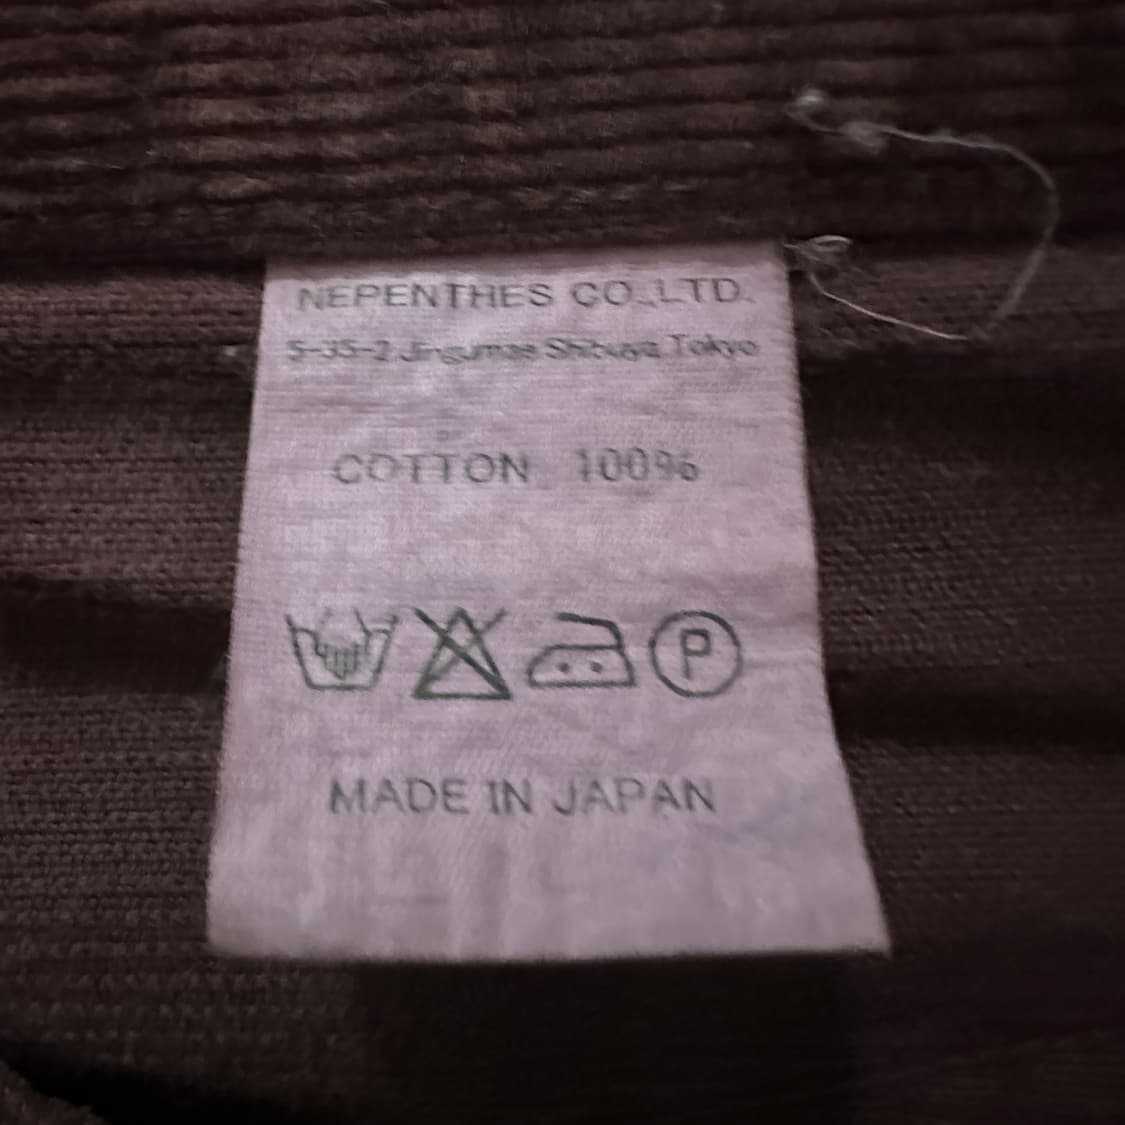 NEPENTHES CO.,LTD.
5-35-2 Jingumae Shibuya Tokyo
COTTON 100%
P
MADE IN JAPAN